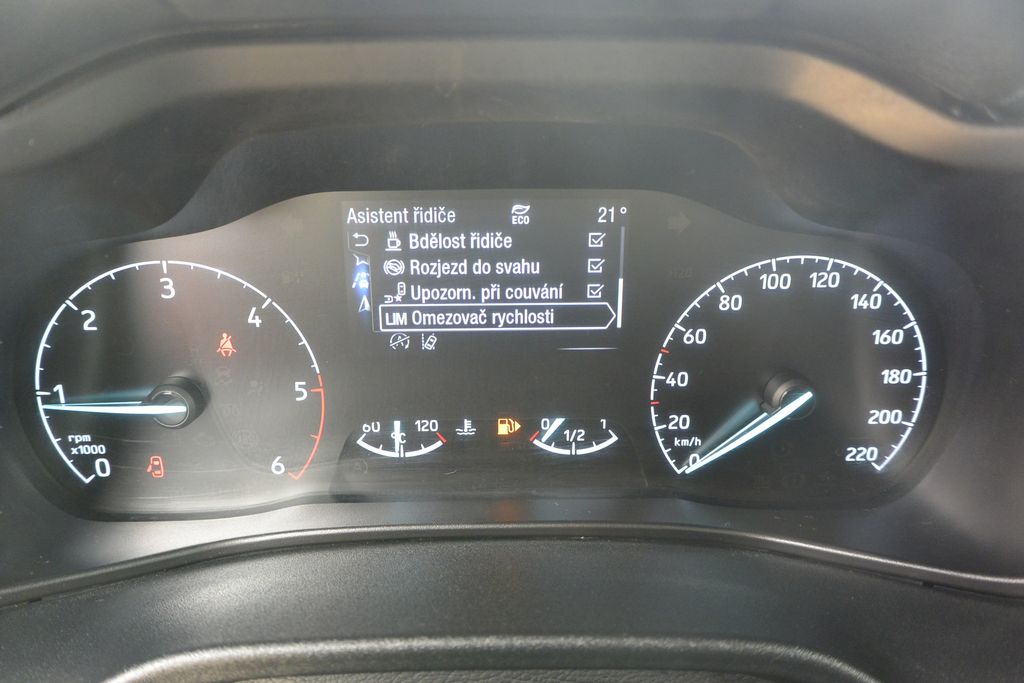 Asistent řidiče ECO 21°
Bdělost řidiče
Rozjezd do svahu
Upozorn. při couvání
LIM Omezovač rychlosti
0 1 2 3 4 5 6
rpm
x1000
60 °C 120
0 1/2 1
0 20 40 60 80 100 120 140 160 180 200 220
km/h